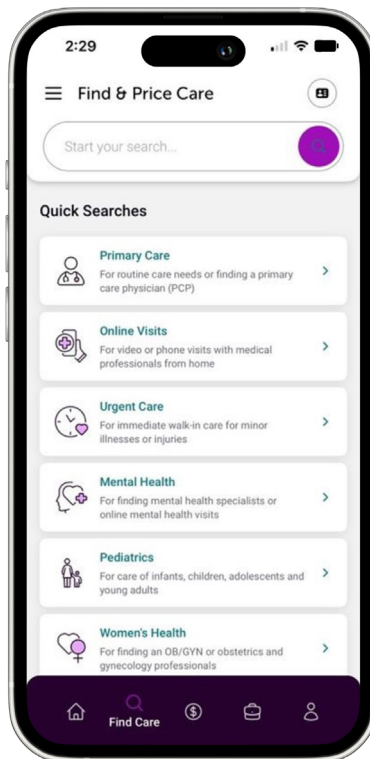 2:29
Find & Price Care
Start your search...
Quick Searches
Primary Care
For routine care needs or finding a primary
care physician (PCP)
Online Visits
For video or phone visits with medical
professionals from home
Urgent Care
For immediate walk-in care for minor
illnesses or injuries
Mental Health
For finding mental health specialists or
online mental health visits
Pediatrics
For care of infants, children, adolescents and
young adults
Women's Health
For finding an OB/GYN or obstetrics and
gynecology professionals
$
Find Care